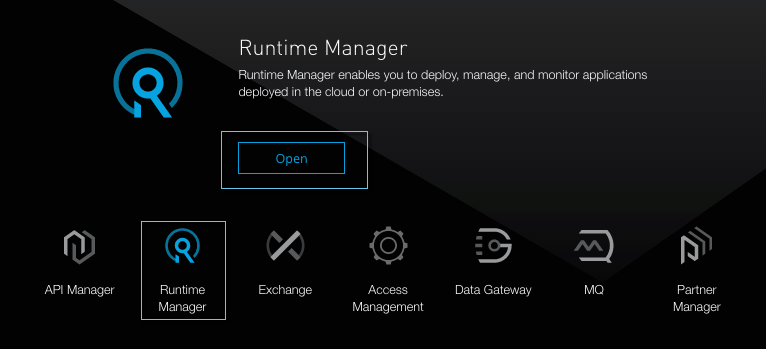 Runtime Manager
Runtime Manager enables you to deploy, manage, and monitor applications
deployed in the cloud or on-premises.
Open
API Manager
Runtime
Manager
Exchange
Access
Management
Data Gateway
MQ
Partner
Manager